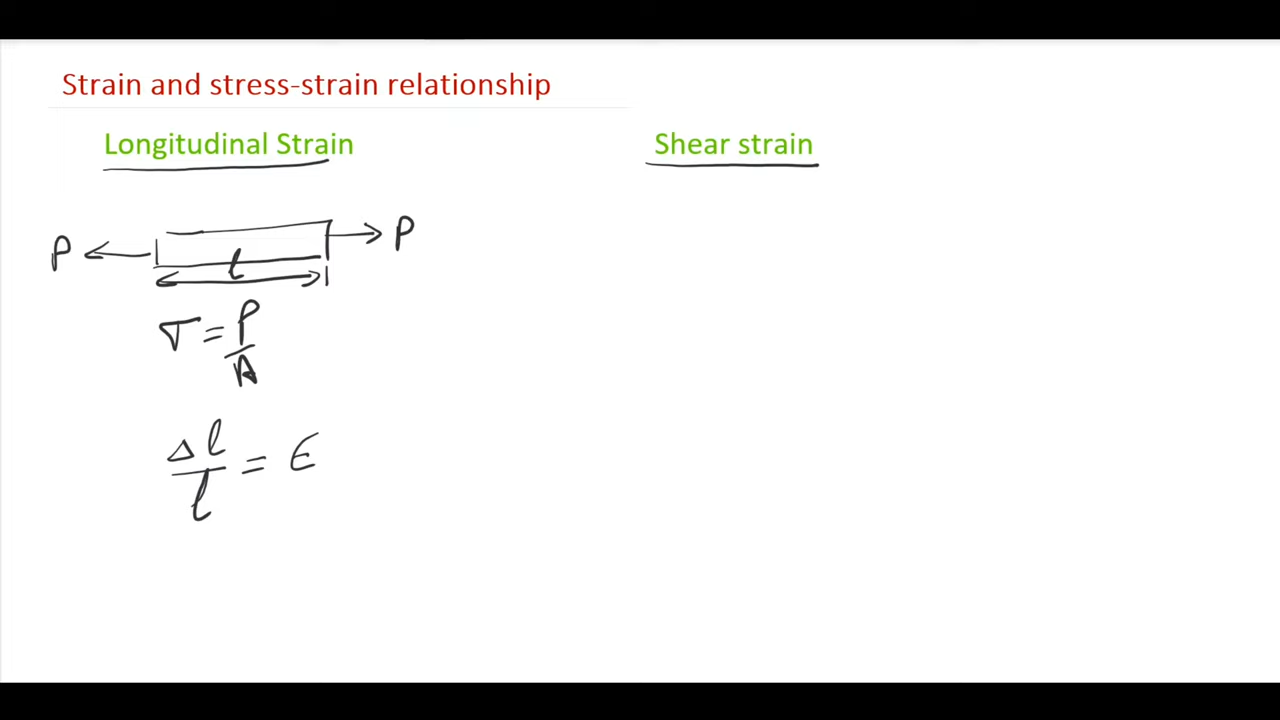 Strain and stress-strain relationship
Longitudinal Strain
Shear strain
P
P
l
σ = P/A
Δl/l = ϵ